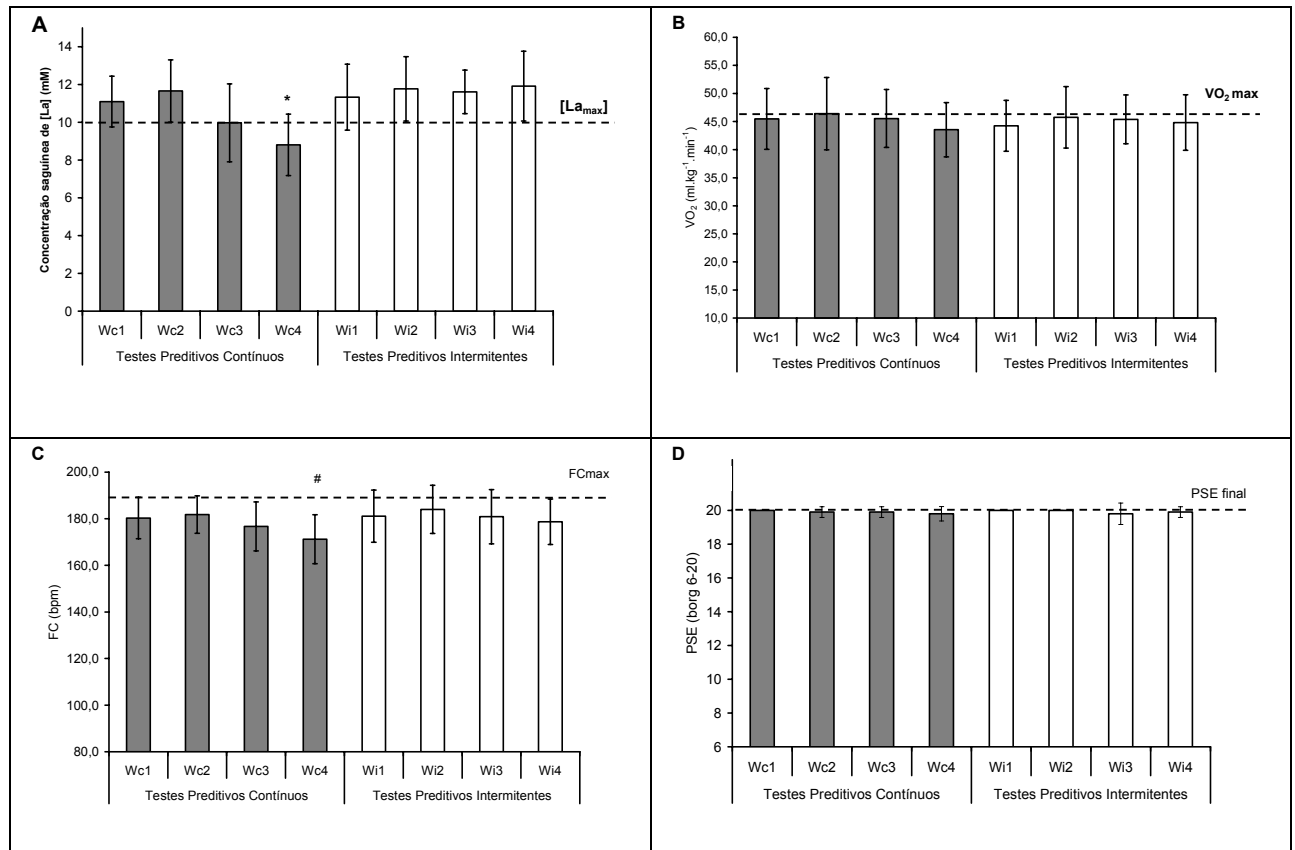 A
Concentração saguínea de [La] (mM)
14
12
10
8
6
4
2
0
*
[Lamax]
Wc1 Wc2 Wc3 Wc4 Wi1 Wi2 Wi3 Wi4
Testes Preditivos Contínuos Testes Preditivos Intermitentes
B
VO2 (ml.kg-1.min-1)
60,0
55,0
50,0
45,0
40,0
35,0
30,0
25,0
20,0
15,0
10,0
VO2 max
Wc1 Wc2 Wc3 Wc4 Wi1 Wi2 Wi3 Wi4
Testes Preditivos Contínuos Testes Preditivos Intermitentes
C
FC (bpm)
200,0
180,0
160,0
140,0
120,0
100,0
80,0
#
FCmax
Wc1 Wc2 Wc3 Wc4 Wi1 Wi2 Wi3 Wi4
Testes Preditivos Contínuos Testes Preditivos Intermitentes
D
PSE (borg 6-20)
20
18
16
14
12
10
8
6
PSE final
Wc1 Wc2 Wc3 Wc4 Wi1 Wi2 Wi3 Wi4
Testes Preditivos Contínuos Testes Preditivos Intermitentes